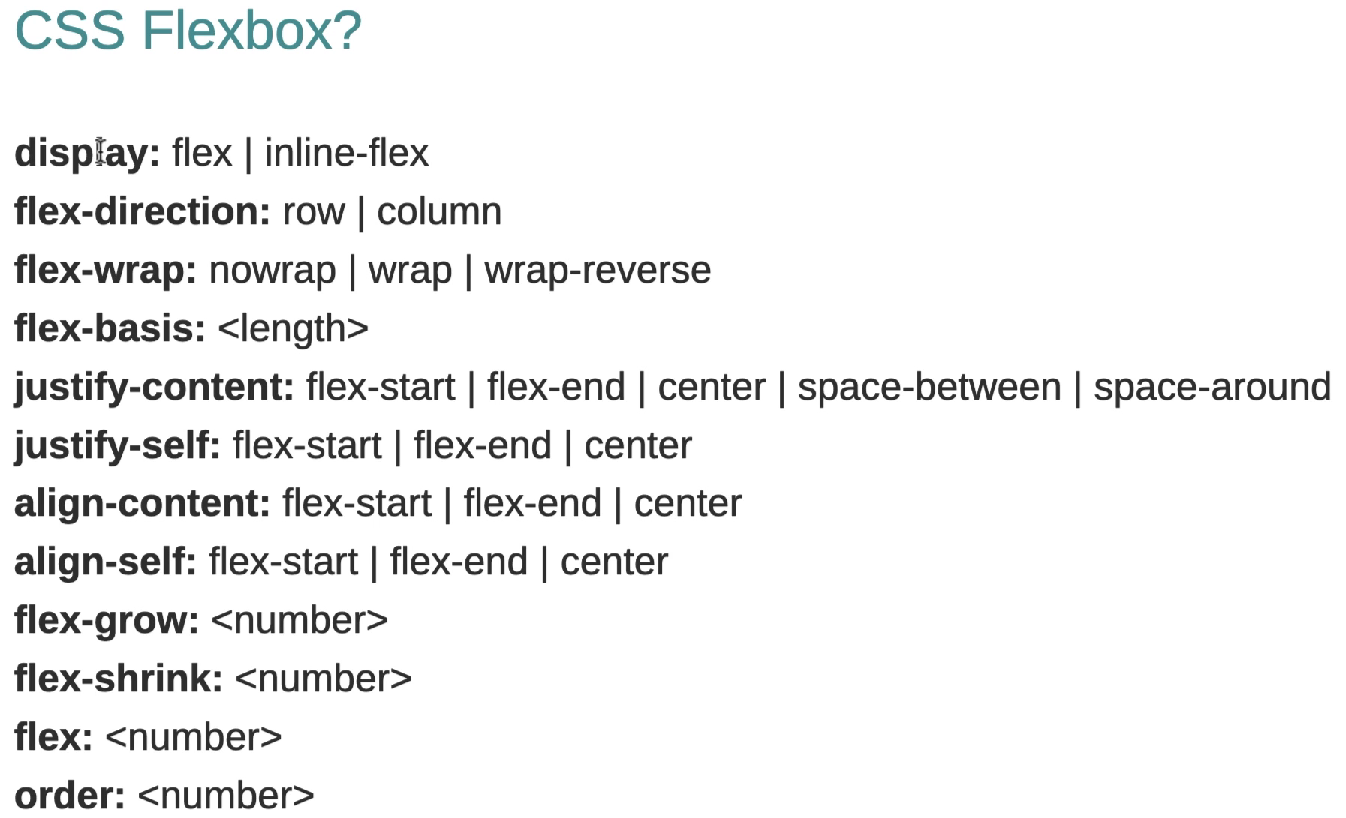 CSS Flexbox?
display: flex | inline-flex
flex-direction: row | column
flex-wrap: nowrap | wrap | wrap-reverse
flex-basis: <length>
justify-content: flex-start | flex-end | center | space-between | space-around
justify-self: flex-start | flex-end | center
align-content: flex-start | flex-end | center
align-self: flex-start | flex-end | center
flex-grow: <number>
flex-shrink: <number>
flex: <number>
order: <number>